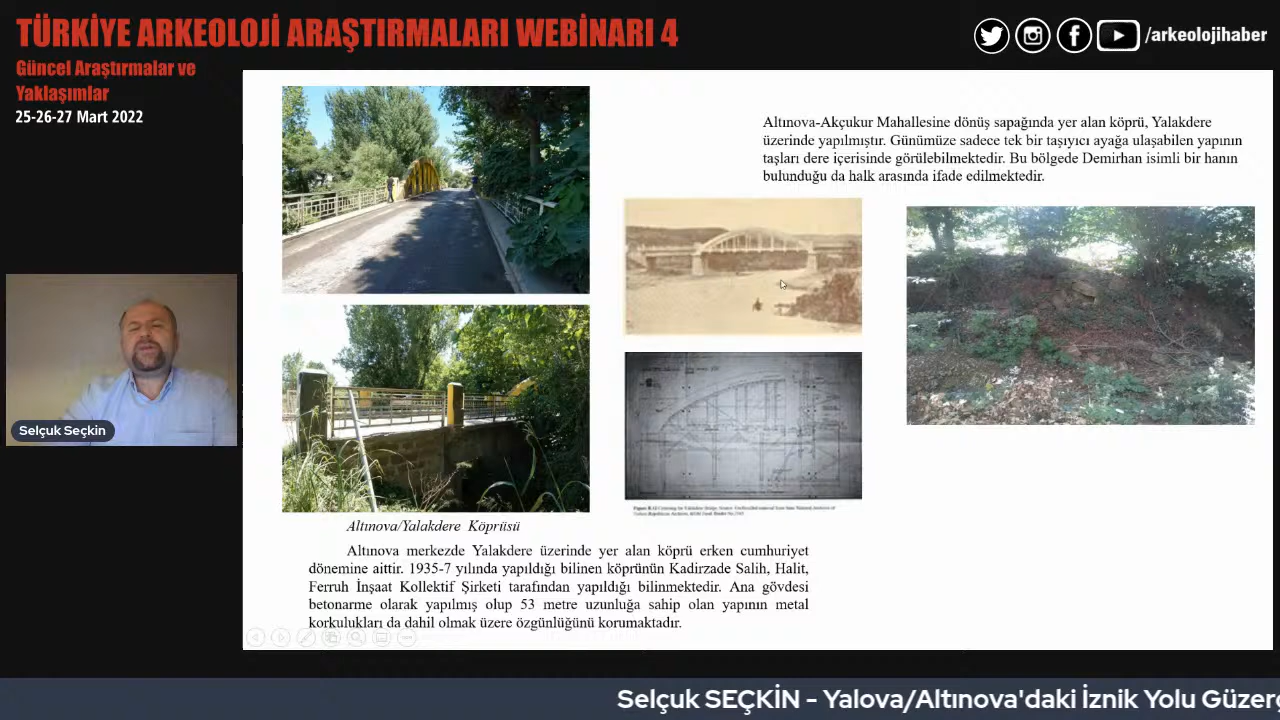 TÜRKİYE ARKEOLOJİ ARAŞTIRMALARI WEBİNARI 4
Güncel Araştırmalar ve
Yaklaşımlar
25-26-27 Mart 2022
/arkeolojihaber
Altınova-Akçukur Mahallesine dönüş sapağında yer alan köprü, Yalakdere
üzerinde yapılmıştır. Günümüze sadece tek bir taşıyıcı ayağa ulaşabilen yapının
taşları dere içerisinde görülebilmektedir. Bu bölgede Demirhan isimli bir hanın
bulunduğu da halk arasında ifade edilmektedir.
Selçuk Seçkin
Altınova/Yalakdere Köprüsü
Altınova merkezde Yalakdere üzerinde yer alan köprü erken cumhuriyet
dönemine aittir. 1935-7 yılında yapıldığı bilinen köprünün Kadirzade Salih, Halit,
Ferruh İnşaat Kollektif Şirketi tarafından yapıldığı bilinmektedir. Ana gövdesi
betonarme olarak yapılmış olup 53 metre uzunluğa sahip olan yapının metal
korkulukları da dahil olmak üzere özgünlüğünü korumaktadır.
Selçuk SEÇKİN - Yalova/Altınova'daki İznik Yolu Güzerg